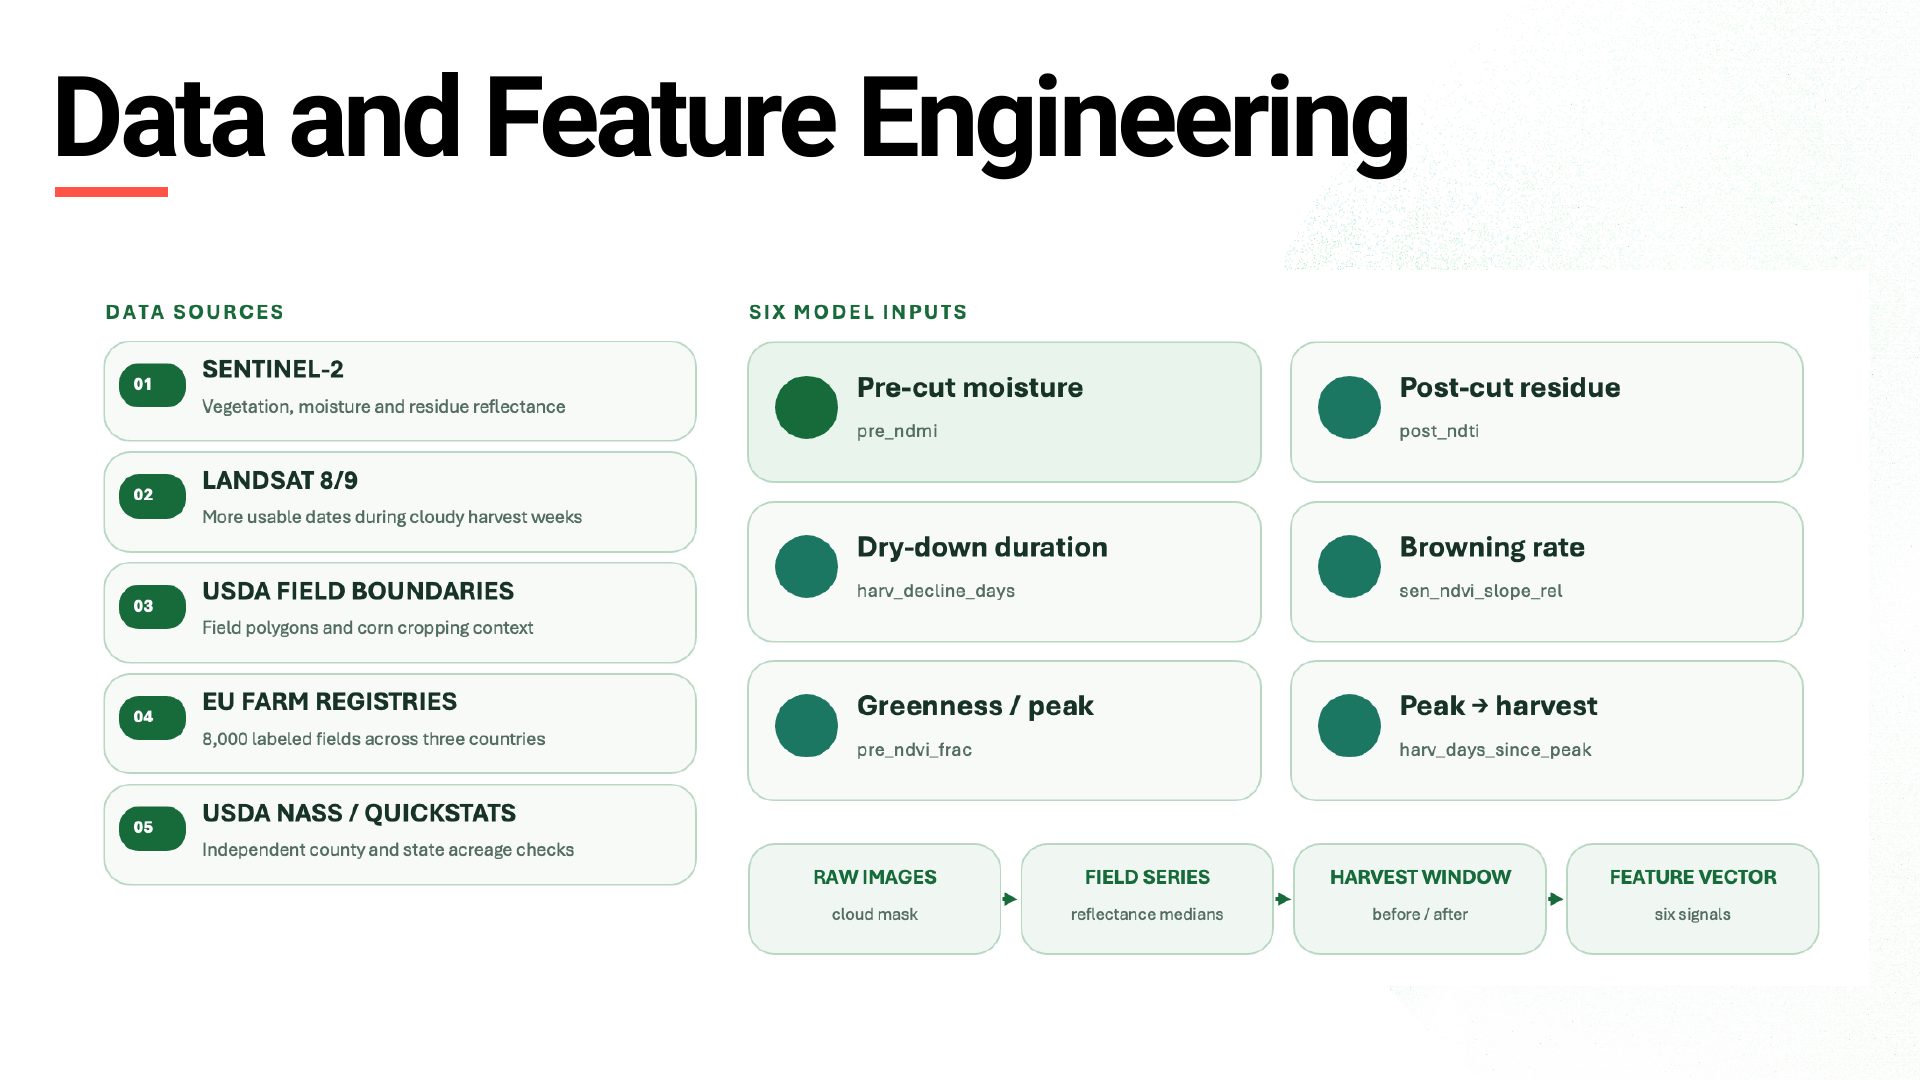 Data and Feature Engineering
DATA SOURCES
01
SENTINEL-2
Vegetation, moisture and residue reflectance
02
LANDSAT 8/9
More usable dates during cloudy harvest weeks
03
USDA FIELD BOUNDARIES
Field polygons and corn cropping context
04
EU FARM REGISTRIES
8,000 labeled fields across three countries
05
USDA NASS / QUICKSTATS
Independent county and state acreage checks
SIX MODEL INPUTS
Pre-cut moisture
pre_ndmi
Post-cut residue
post_ndti
Dry-down duration
harv_decline_days
Browning rate
sen_ndvi_slope_rel
Greenness / peak
pre_ndvi_frac
Peak → harvest
harv_days_since_peak
RAW IMAGES
cloud mask
FIELD SERIES
reflectance medians
HARVEST WINDOW
before / after
FEATURE VECTOR
six signals